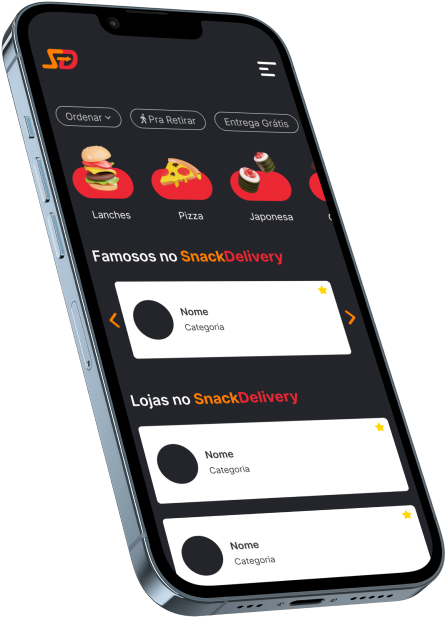 SD
Ordenar
Pra Retirar
Entrega Grátis
Lanches
Pizza
Japonesa
Famosos no SnackDelivery
Nome
Categoria
Lojas no SnackDelivery
Nome
Categoria
Nome
Categoria